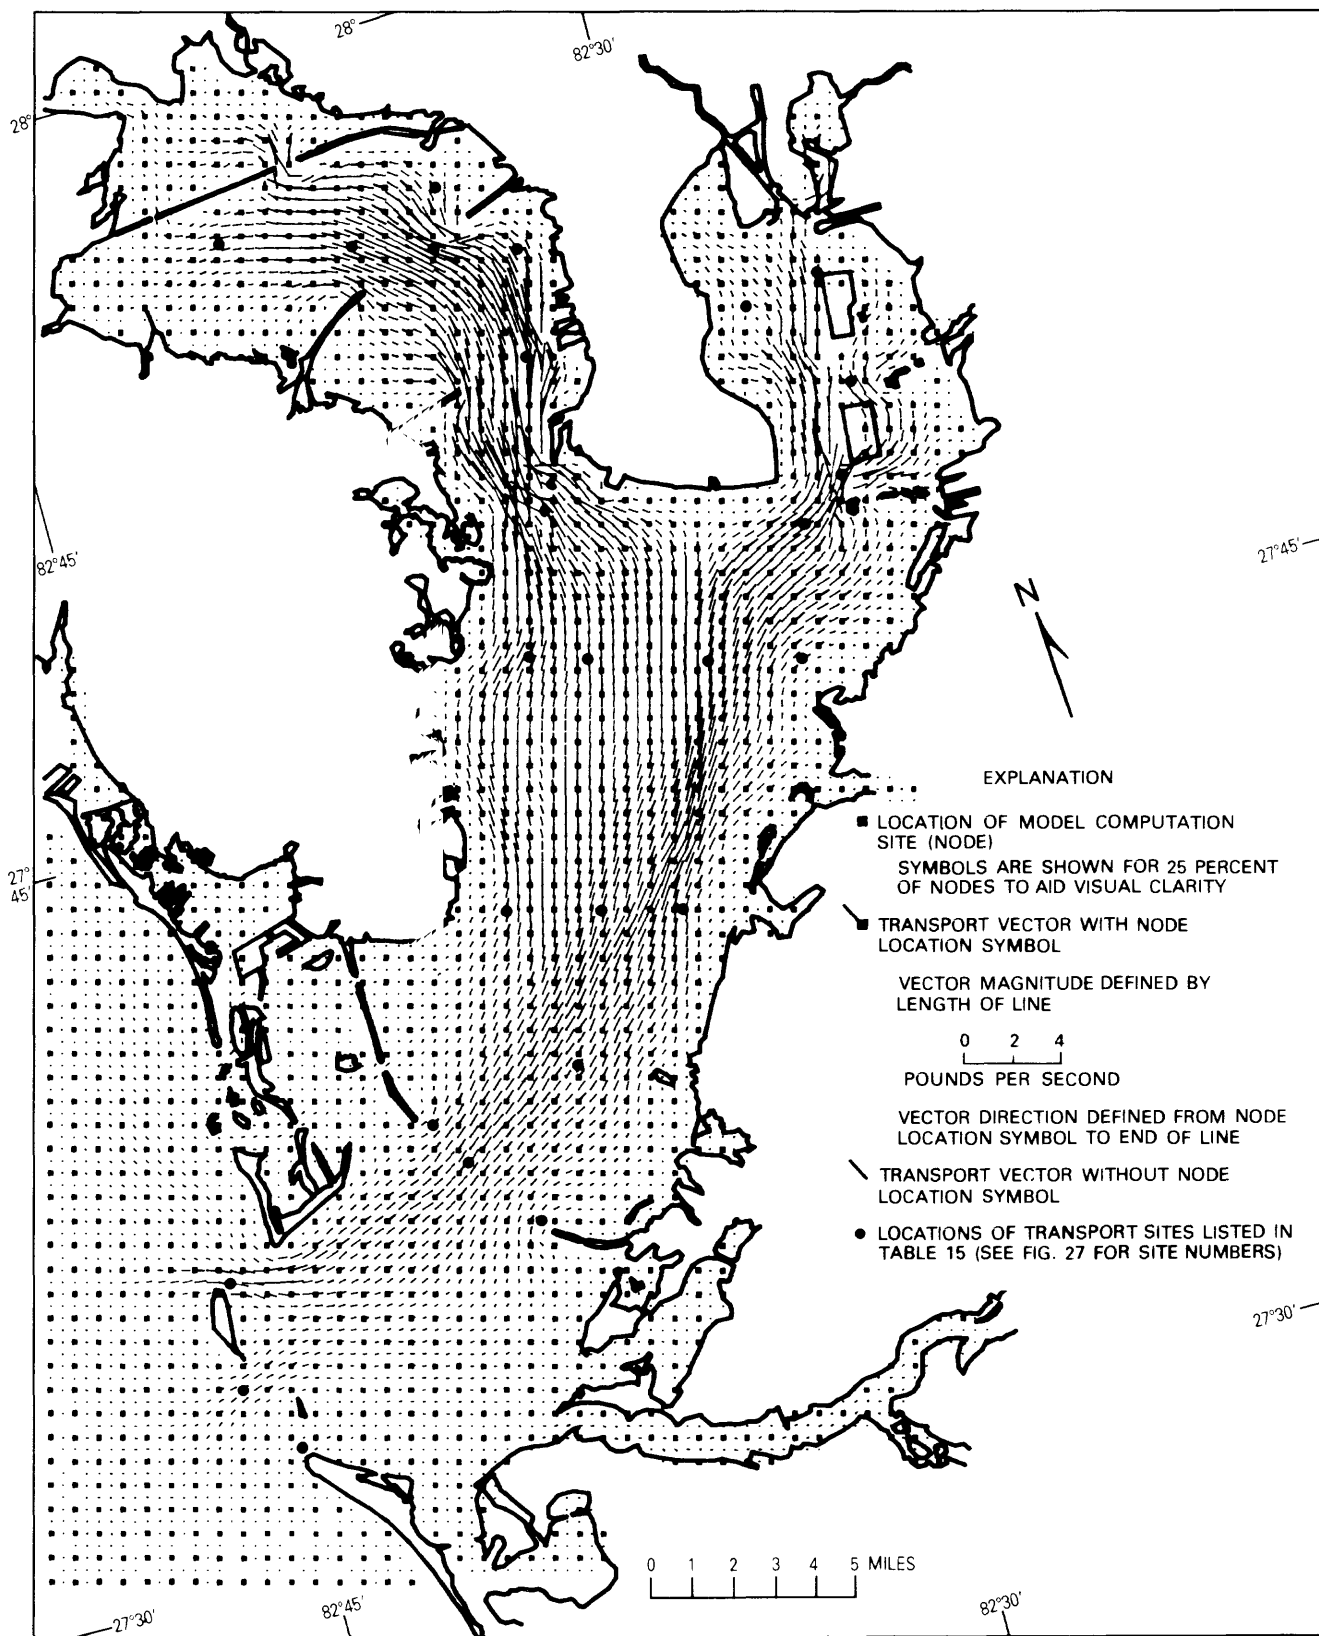 28°
82°30'
28°
82°45'
27°45'
N
27°
45'
EXPLANATION
LOCATION OF MODEL COMPUTATION
SITE (NODE)
SYMBOLS ARE SHOWN FOR 25 PERCENT
OF NODES TO AID VISUAL CLARITY
TRANSPORT VECTOR WITH NODE
LOCATION SYMBOL
VECTOR MAGNITUDE DEFINED BY
LENGTH OF LINE
0 2 4
POUNDS PER SECOND
VECTOR DIRECTION DEFINED FROM NODE
LOCATION SYMBOL TO END OF LINE
TRANSPORT VECTOR WITHOUT NODE
LOCATION SYMBOL
LOCATIONS OF TRANSPORT SITES LISTED IN
TABLE 15 (SEE FIG. 27 FOR SITE NUMBERS)
27°30'
0 1 2 3 4 5 MILES
27°30'
82°45'
82°30'